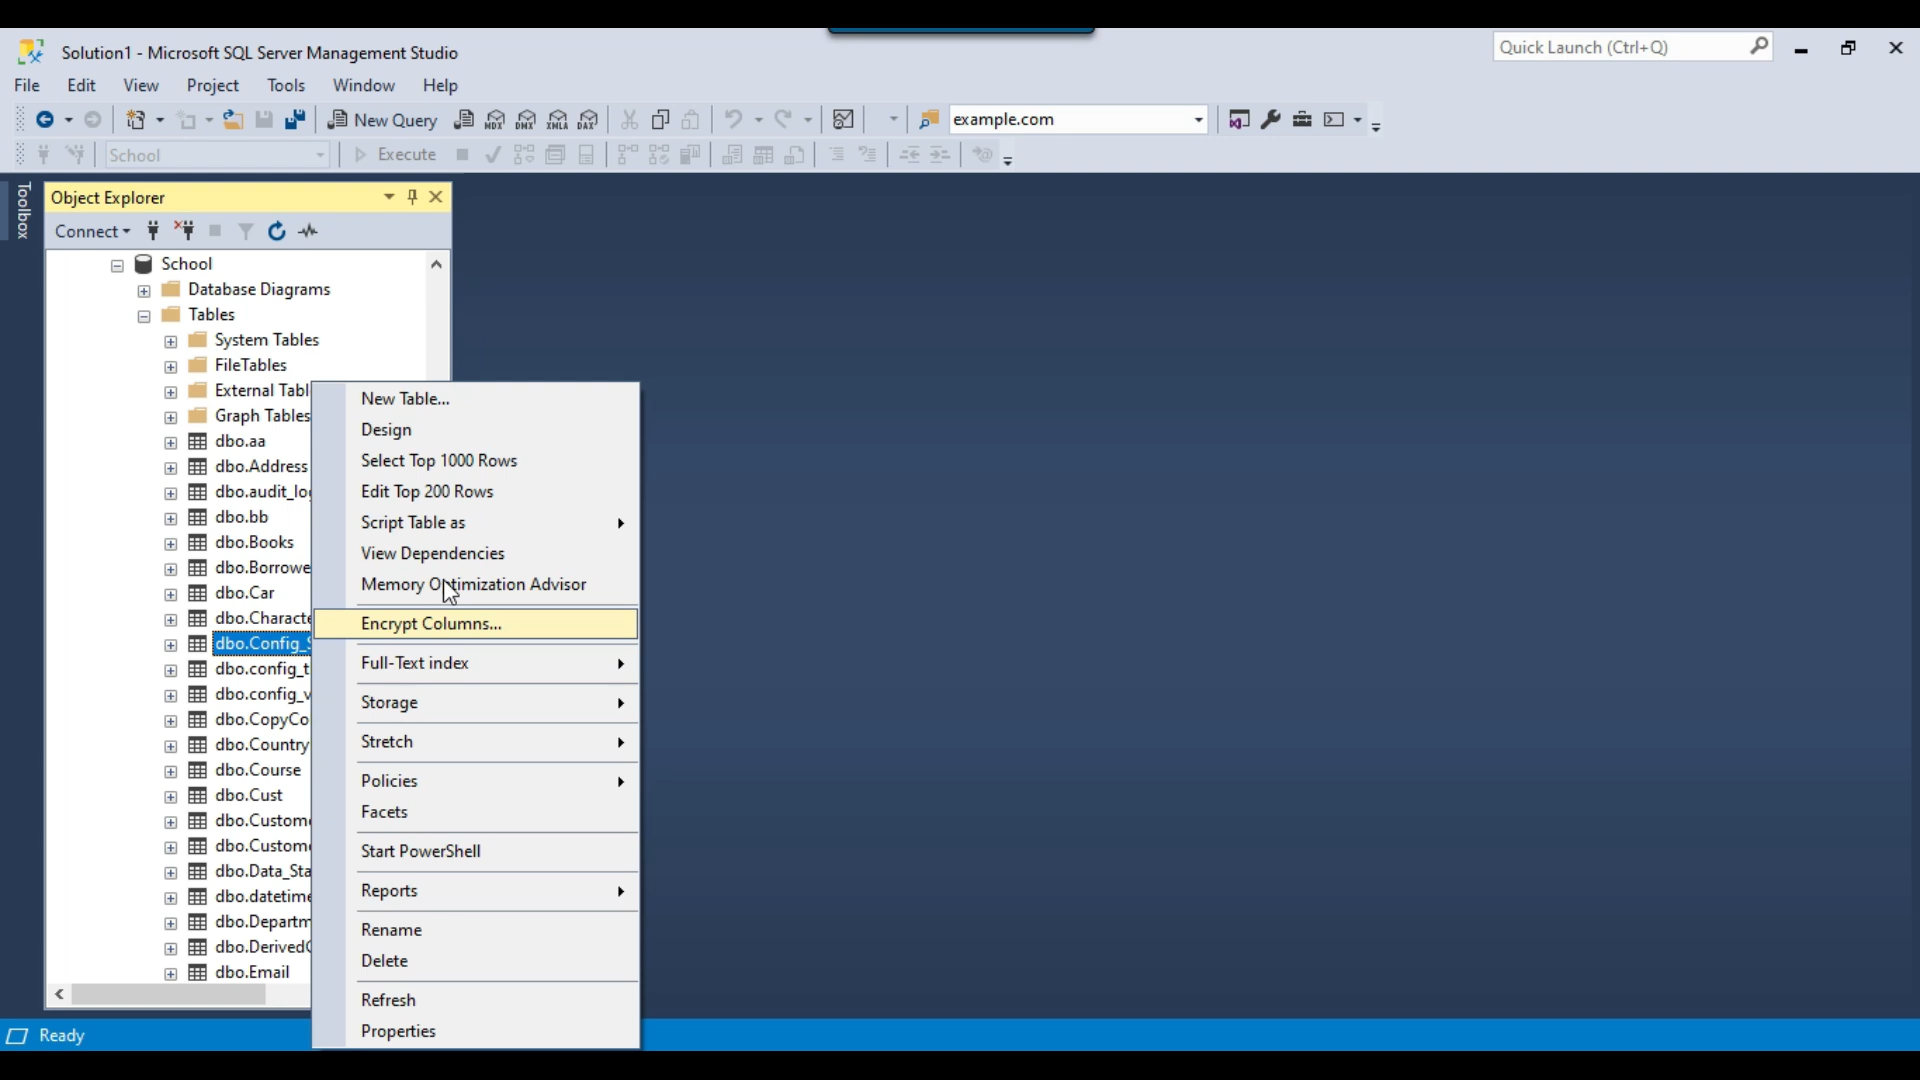 Solution1 - Microsoft SQL Server Management Studio
Quick Launch (Ctrl+Q)
File Edit View Project Tools Window Help
New Query MDX DMX XMLA DAX example.com
School Execute
Toolbox
Object Explorer
Connect
School
Database Diagrams
Tables
System Tables
FileTables
External Tabl
Graph Tables
dbo.aa
dbo.Address
dbo.audit_lo
dbo.bb
dbo.Books
dbo.Borrowe
dbo.Car
dbo.Characte
dbo.Config_S
dbo.config_t
dbo.config_v
dbo.CopyCo
dbo.Country
dbo.Course
dbo.Cust
dbo.Custom
dbo.Custom
dbo.Data_Sta
dbo.datetime
dbo.Departm
dbo.Derived
dbo.Email
New Table...
Design
Select Top 1000 Rows
Edit Top 200 Rows
Script Table as
View Dependencies
Memory Optimization Advisor
Encrypt Columns...
Full-Text index
Storage
Stretch
Policies
Facets
Start PowerShell
Reports
Rename
Delete
Refresh
Properties
Ready